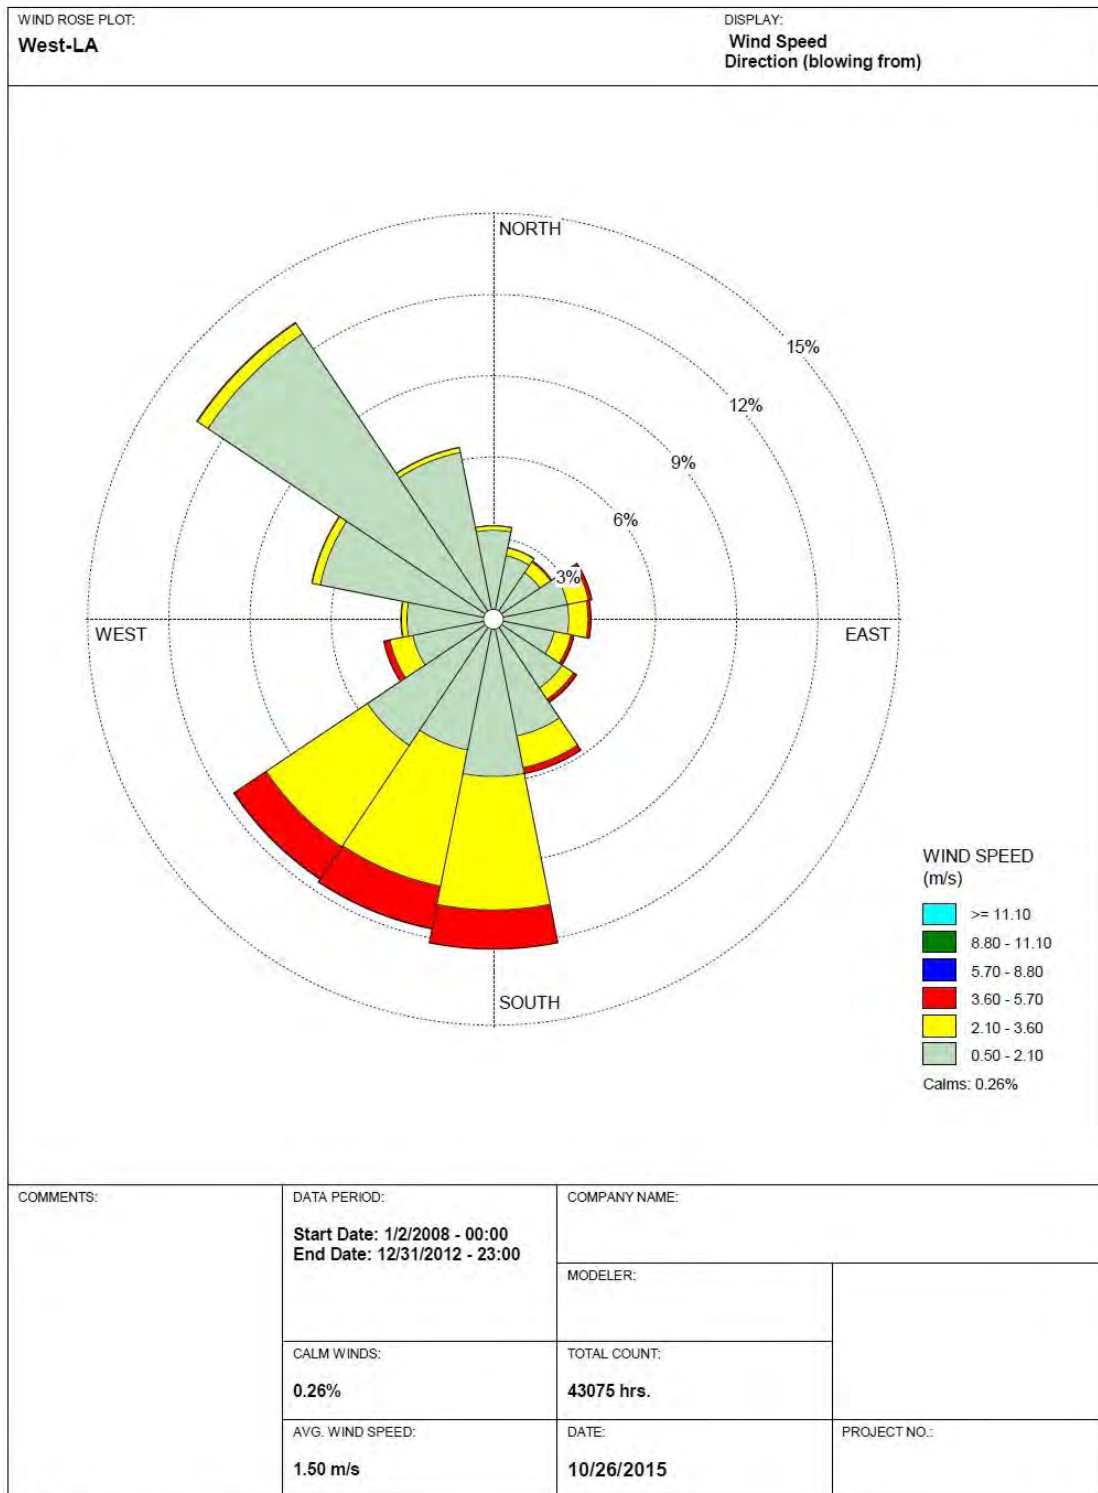 WIND ROSE PLOT:
West-LA
DISPLAY:
Wind Speed
Direction (blowing from)
NORTH
15%
12%
9%
6%
3%
WEST
EAST
SOUTH
WIND SPEED
(m/s)
>= 11.10
8.80 - 11.10
5.70 - 8.80
3.60 - 5.70
2.10 - 3.60
0.50 - 2.10
Calms: 0.26%
COMMENTS:
DATA PERIOD:
Start Date: 1/2/2008 - 00:00
End Date: 12/31/2012 - 23:00
COMPANY NAME:
MODELER:
CALM WINDS:
0.26%
TOTAL COUNT:
43075 hrs.
AVG. WIND SPEED:
1.50 m/s
DATE:
10/26/2015
PROJECT NO.: